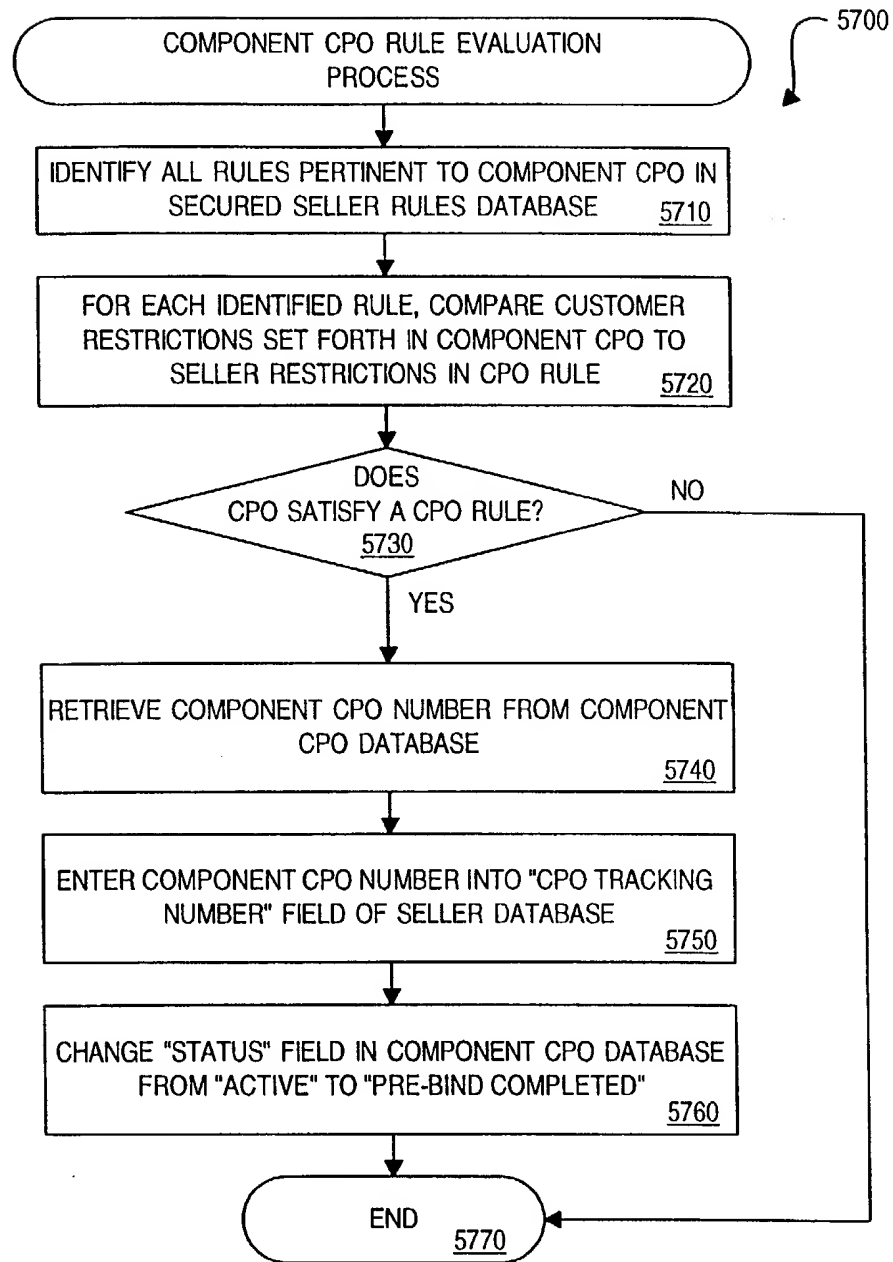 5700
COMPONENT CPO RULE EVALUATION
PROCESS
IDENTIFY ALL RULES PERTINENT TO COMPONENT CPO IN
SECURED SELLER RULES DATABASE
5710
FOR EACH IDENTIFIED RULE, COMPARE CUSTOMER
RESTRICTIONS SET FORTH IN COMPONENT CPO TO
SELLER RESTRICTIONS IN CPO RULE
5720
DOES
CPO SATISFY A CPO RULE?
5730
NO
YES
RETRIEVE COMPONENT CPO NUMBER FROM COMPONENT
CPO DATABASE
5740
ENTER COMPONENT CPO NUMBER INTO "CPO TRACKING
NUMBER" FIELD OF SELLER DATABASE
5750
CHANGE "STATUS" FIELD IN COMPONENT CPO DATABASE
FROM "ACTIVE" TO "PRE-BIND COMPLETED"
5760
END
5770